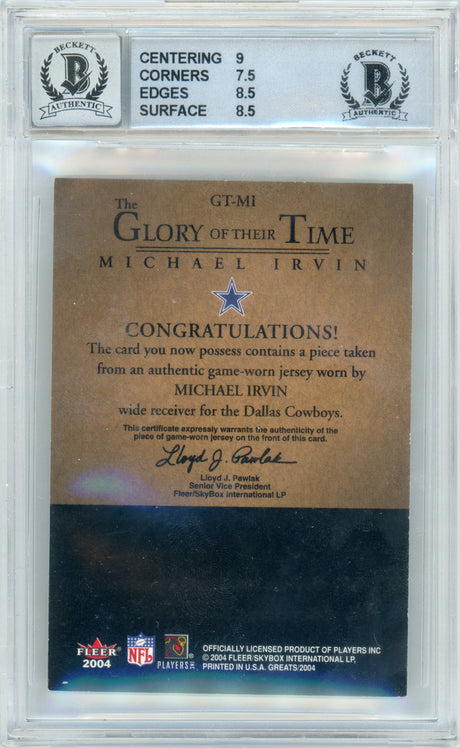 BECKETT
B
AUTHENTIC
CENTERING 9
CORNERS 7.5
EDGES 8.5
SURFACE 8.5
BECKETT
B
AUTHENTIC
GT-MI
The
GLORY OF THEIR TIME
MICHAEL IRVIN
CONGRATULATIONS!
The card you now possess contains a piece taken
from an authentic game-worn jersey worn by
MICHAEL IRVIN
wide receiver for the Dallas Cowboys.
This certificate expressly warrants the authenticity of the
piece of game-worn jersey on the front of this card.
Lloyd J. Pawlak
Lloyd J. Pawlak
Senior Vice President
Fleer/SkyBox International LP
FLEER
2004
NFL
PLAYERS INC
OFFICIALLY LICENSED PRODUCT OF PLAYERS INC
© 2004 FLEER/SKYBOX INTERNATIONAL LP,
PRINTED IN U.S.A. GREATS/2004